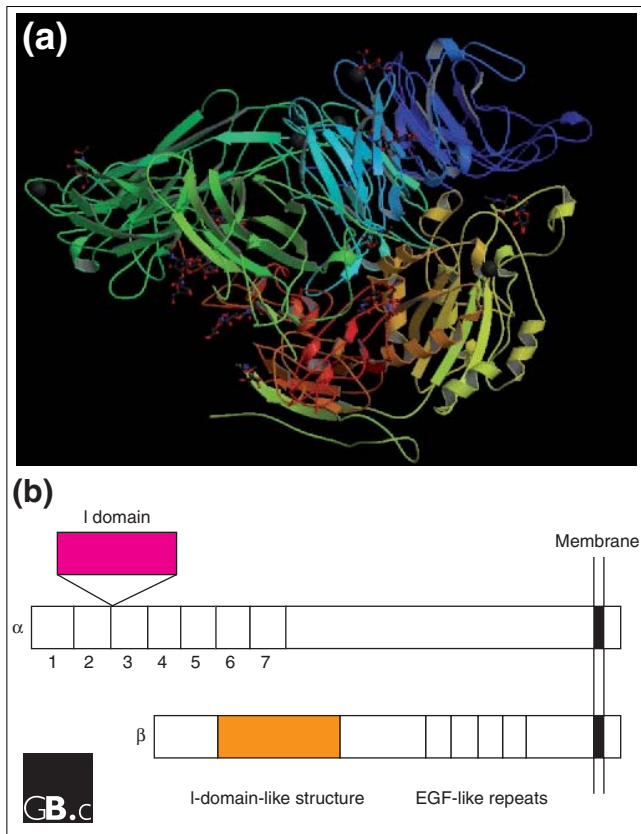 (a)
(b)
I domain
Membrane
α
1 2 3 4 5 6 7
β
GB.c
I-domain-like structure EGF-like repeats